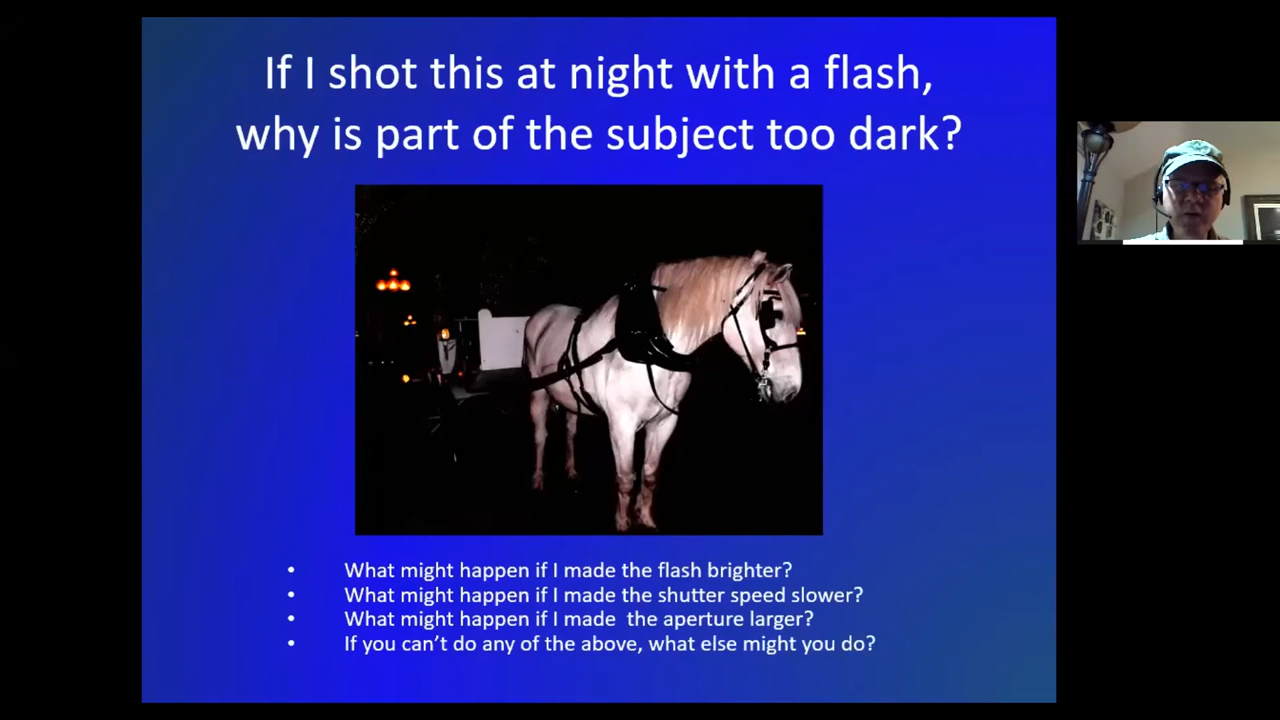 If I shot this at night with a flash,
why is part of the subject too dark?
• What might happen if I made the flash brighter?
• What might happen if I made the shutter speed slower?
• What might happen if I made  the aperture larger?
• If you can’t do any of the above, what else might you do?